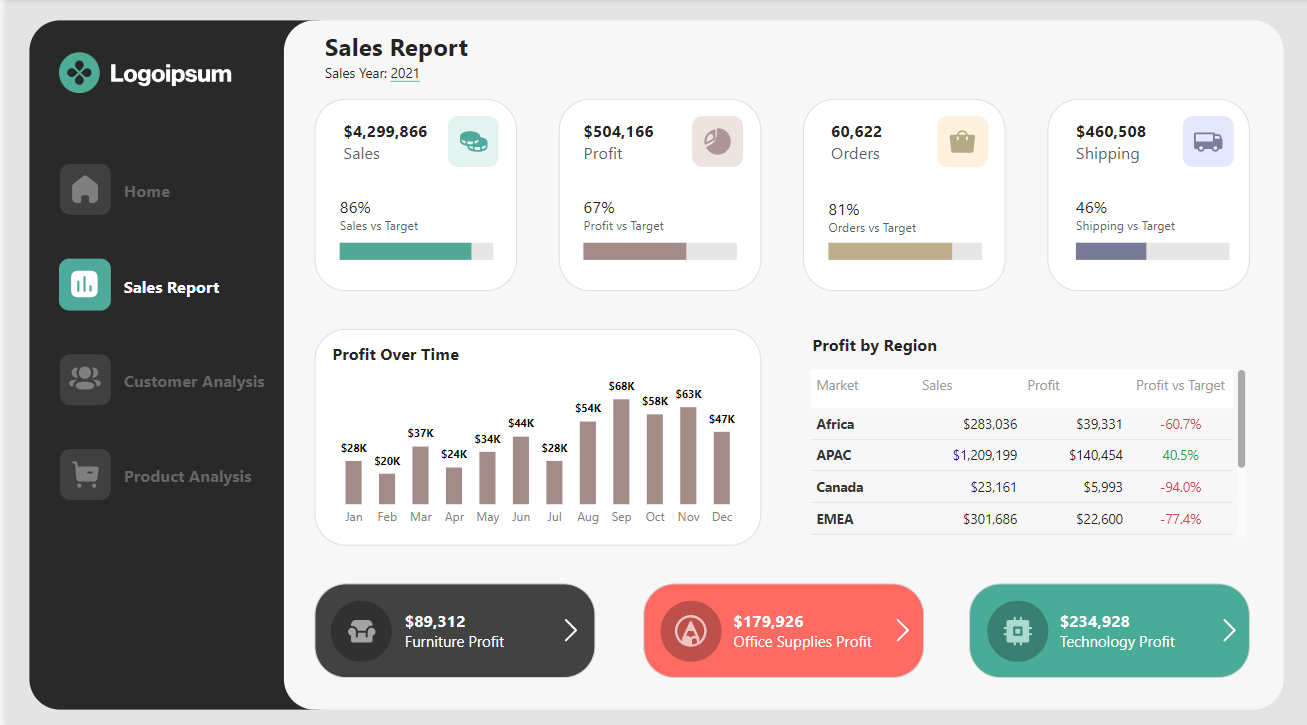 Logoipsum
Home
Sales Report
Customer Analysis
Product Analysis
Sales Report
Sales Year: 2021
$4,299,866
Sales
86%
Sales vs Target
$504,166
Profit
67%
Profit vs Target
60,622
Orders
81%
Orders vs Target
$460,508
Shipping
46%
Shipping vs Target
Profit Over Time
$28K $20K $37K $24K $34K $44K $28K $54K $68K $58K $63K $47K
Jan Feb Mar Apr May Jun Jul Aug Sep Oct Nov Dec
Profit by Region
Market Sales Profit Profit vs Target
Africa $283,036 $39,331 -60.7%
APAC $1,209,199 $140,454 40.5%
Canada $23,161 $5,993 -94.0%
EMEA $301,686 $22,600 -77.4%
$89,312
Furniture Profit
$179,926
Office Supplies Profit
$234,928
Technology Profit